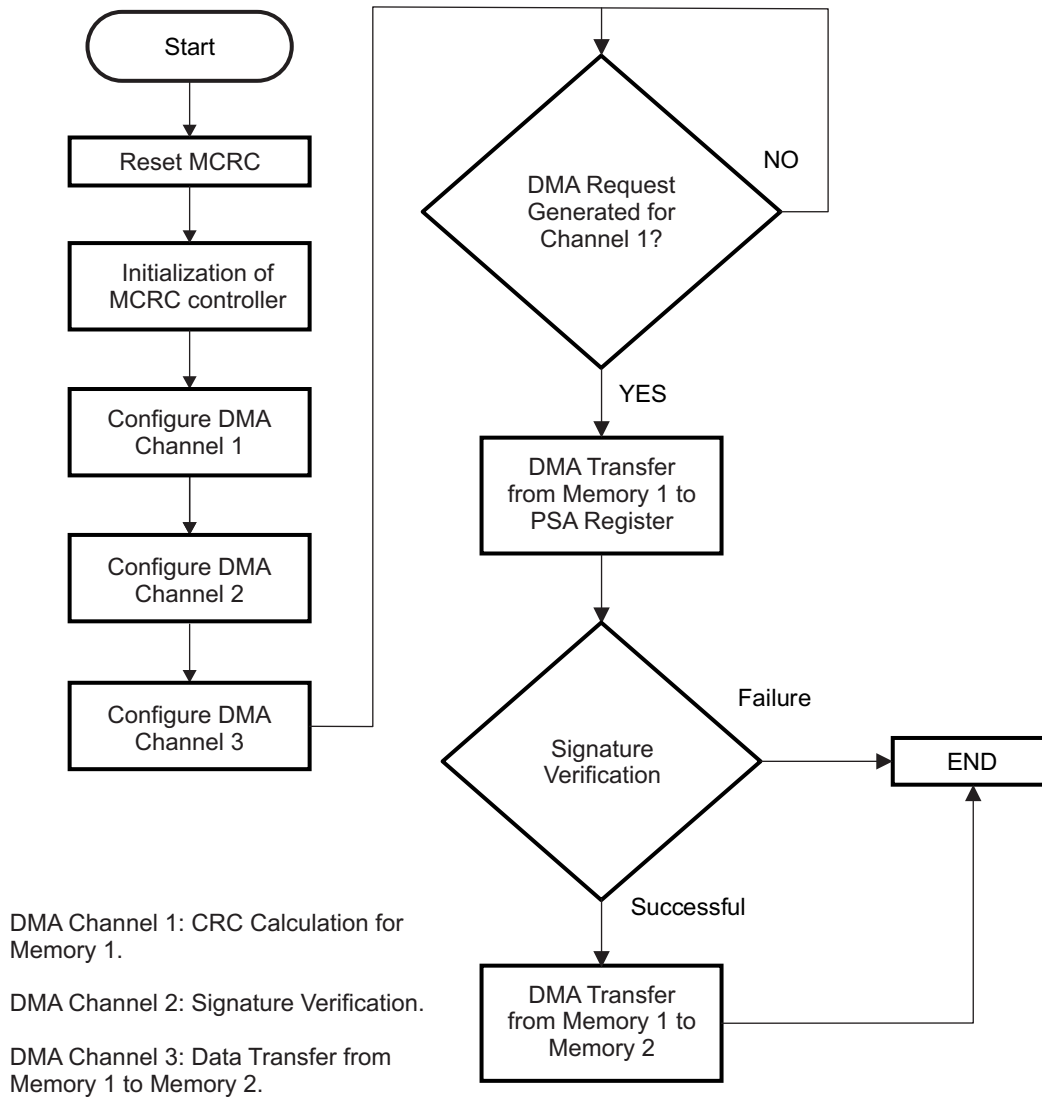 Start
Reset MCRC
Initialization of
MCRC controller
Configure DMA
Channel 1
Configure DMA
Channel 2
Configure DMA
Channel 3
DMA Request
Generated for
Channel 1?
NO
YES
DMA Transfer
from Memory 1 to
PSA Register
Signature
Verification
Failure
END
Successful
DMA Transfer
from Memory 1 to
Memory 2
DMA Channel 1: CRC Calculation for
Memory 1.
DMA Channel 2: Signature Verification.
DMA Channel 3: Data Transfer from
Memory 1 to Memory 2.